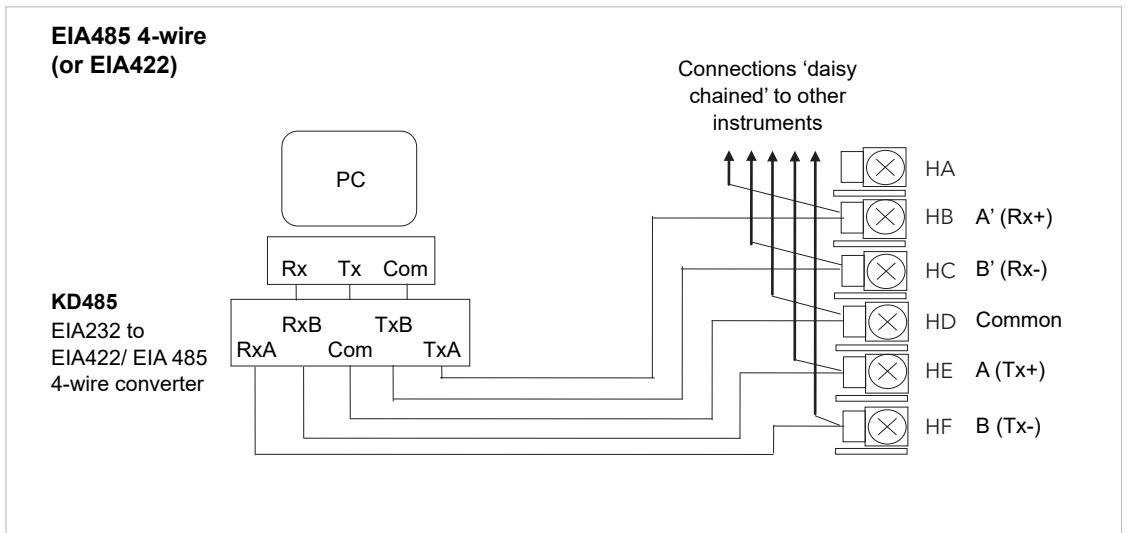 EIA485 4-wire
(or EIA422)
Connections ‘daisy
chained’ to other
instruments
PC
Rx Tx Com
KD485
EIA232 to
EIA422/ EIA 485
4-wire converter
RxB TxB
RxA Com TxA
HA
HB A’ (Rx+)
HC B’ (Rx-)
HD Common
HE A (Tx+)
HF B (Tx-)